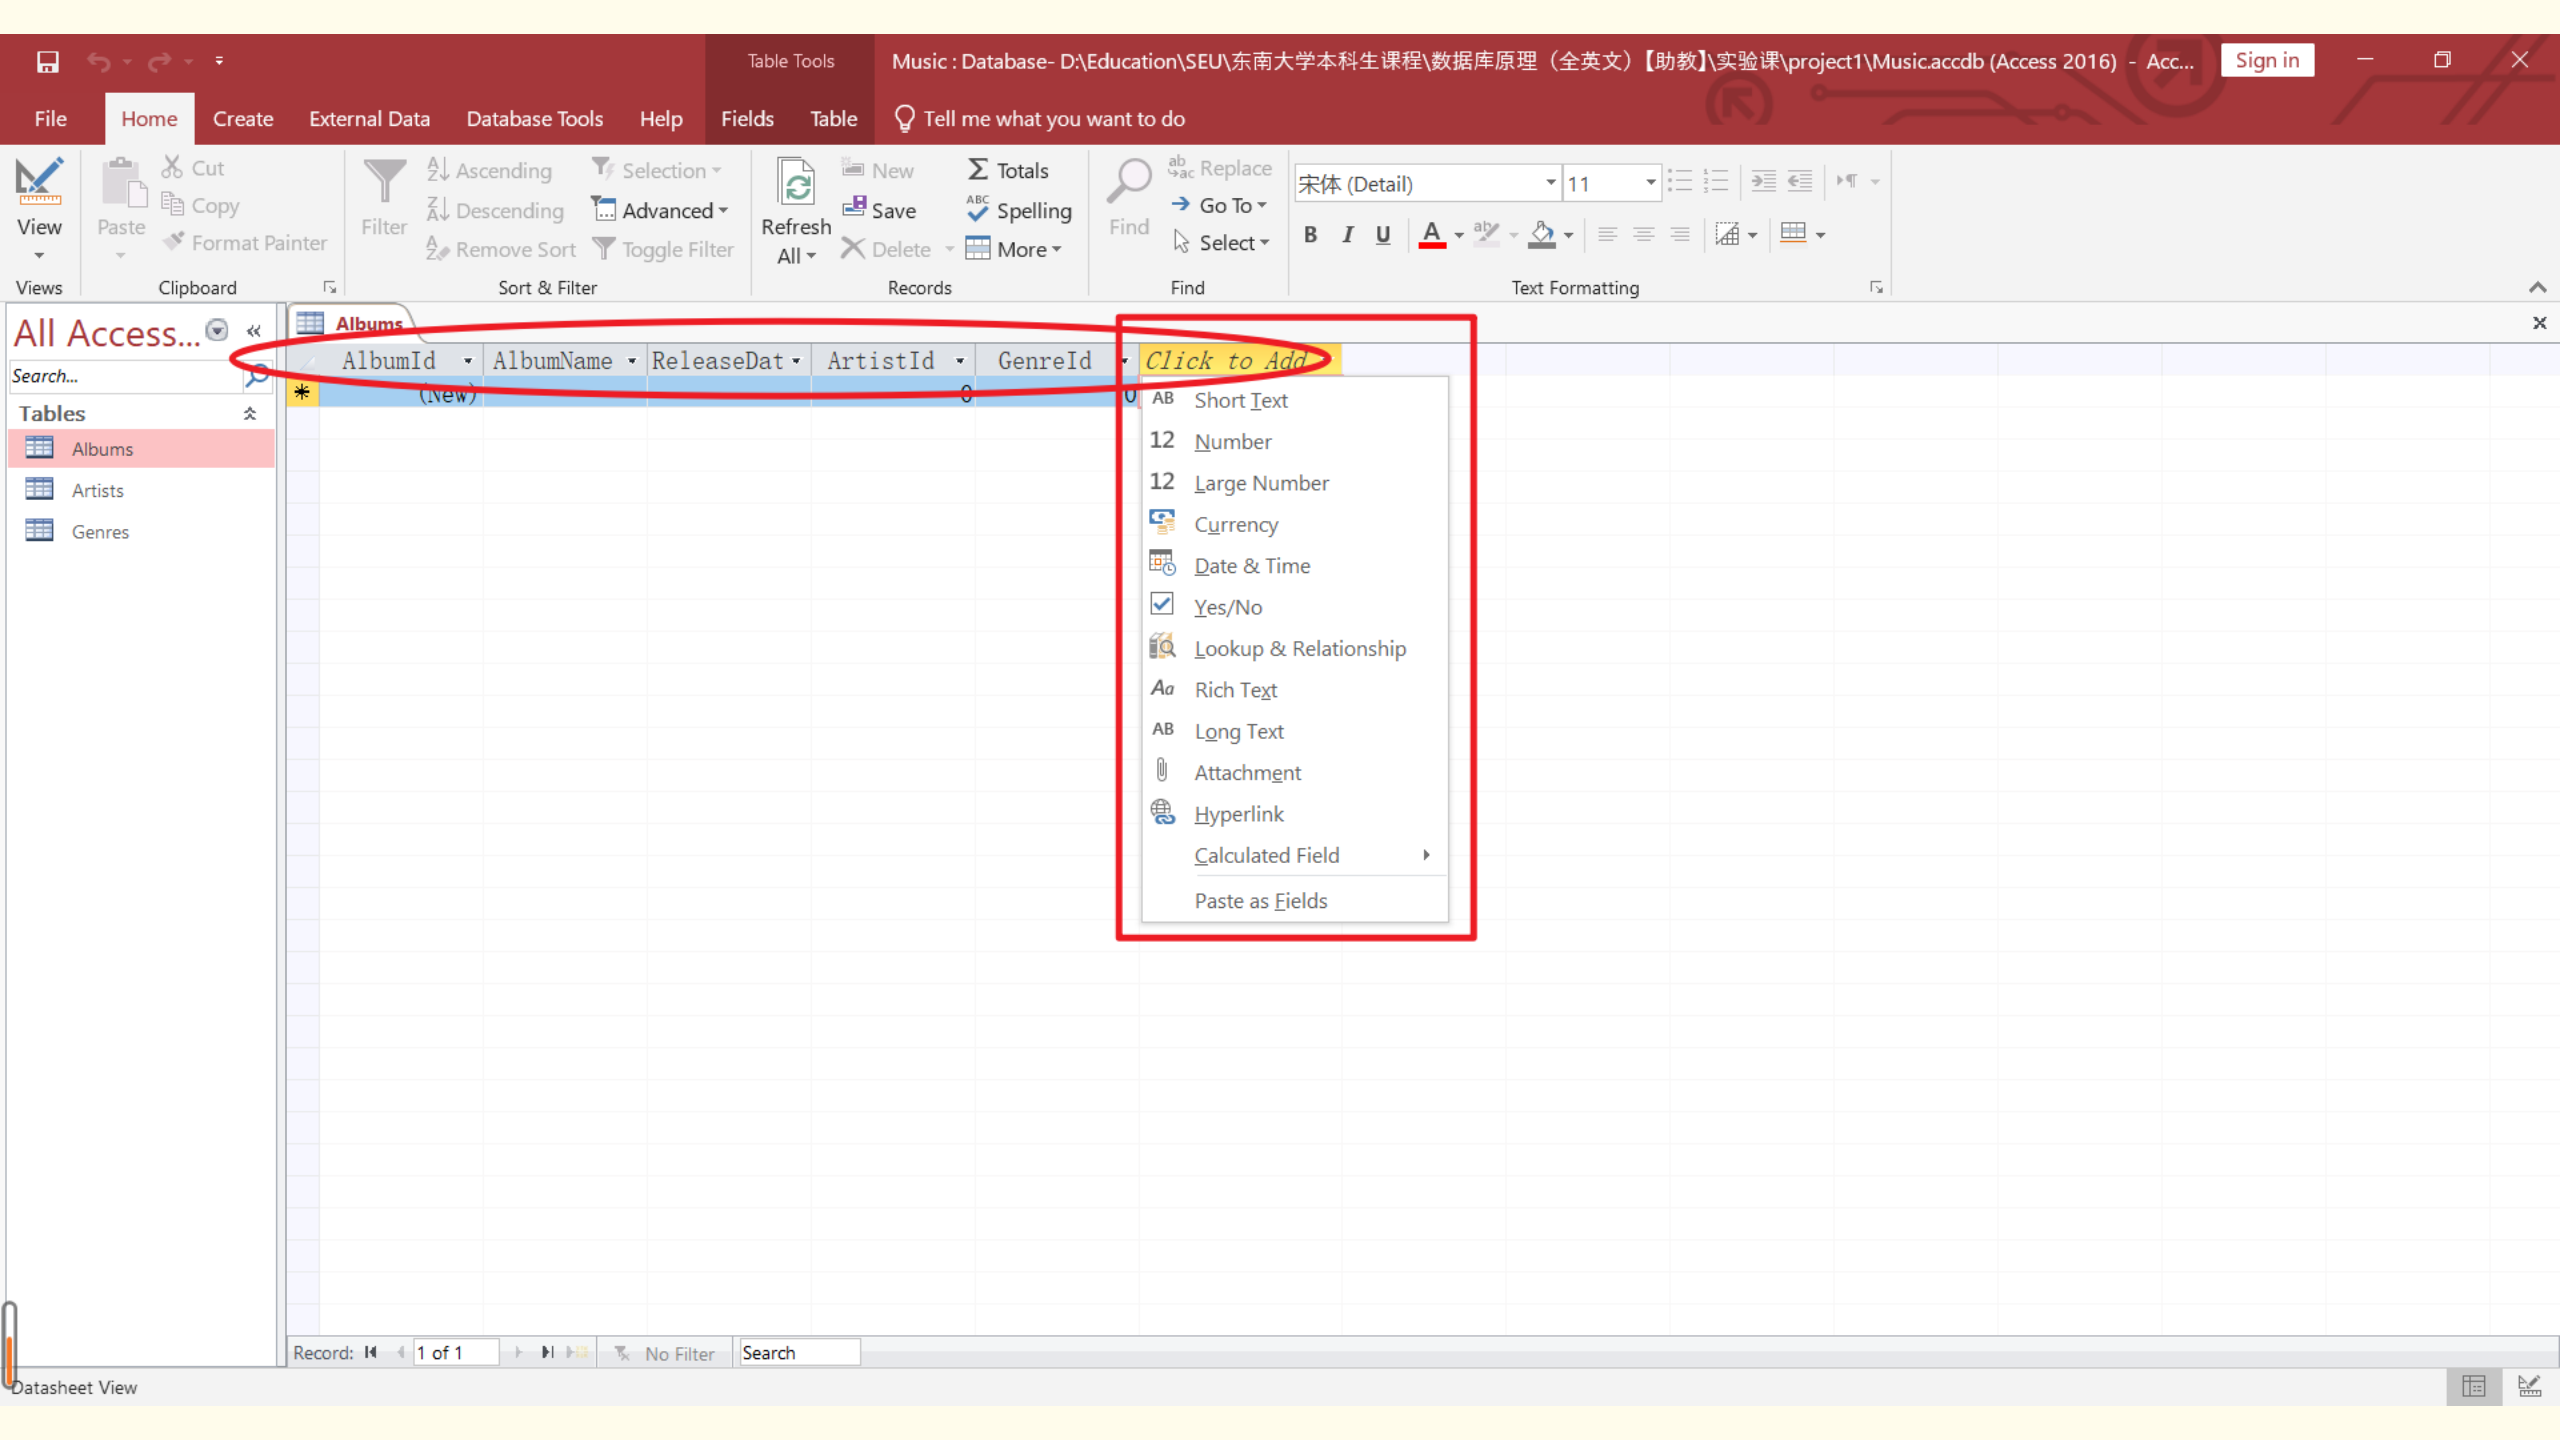 Table Tools
Music : Database- D:\Education\SEU\东南大学本科生课程\数据库原理（全英文）【助教】\实验课\project1\Music.accdb (Access 2016) - Acc...
Sign in
File Home Create External Data Database Tools Help Fields Table Tell me what you want to do
View
Views
Paste
Cut
Copy
Format Painter
Clipboard
Filter
Ascending
Descending
Remove Sort
Selection
Advanced
Toggle Filter
Sort & Filter
Refresh
All
New
Save
Delete
Totals
Spelling
More
Records
Find
Replace
Go To
Select
Find
宋体 (Detail)
11
B I U A
Text Formatting
All Access...
Search...
Tables
Albums
Artists
Genres
Albums
AlbumId AlbumName ReleaseDat ArtistId GenreId Click to Add
(New) 0 0
AB Short Text
12 Number
12 Large Number
Currency
Date & Time
Yes/No
Lookup & Relationship
Aa Rich Text
AB Long Text
Attachment
Hyperlink
Calculated Field
Paste as Fields
Record: 1 of 1 No Filter Search
Datasheet View